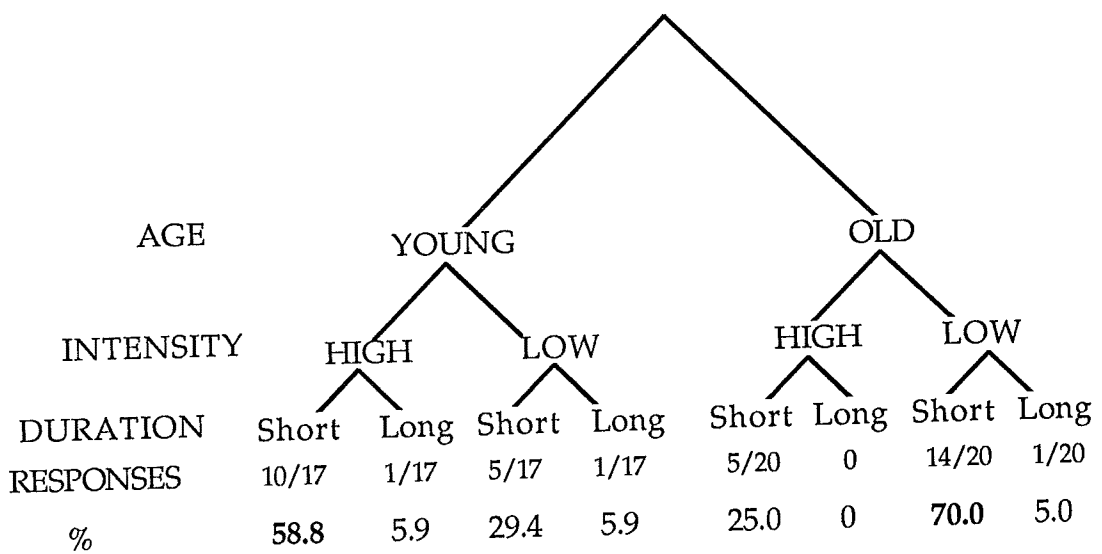 AGE YOUNG OLD
INTENSITY HIGH LOW HIGH LOW
DURATION Short Long Short Long Short Long Short Long
RESPONSES 10/17 1/17 5/17 1/17 5/20 0 14/20 1/20
% 58.8 5.9 29.4 5.9 25.0 0 70.0 5.0